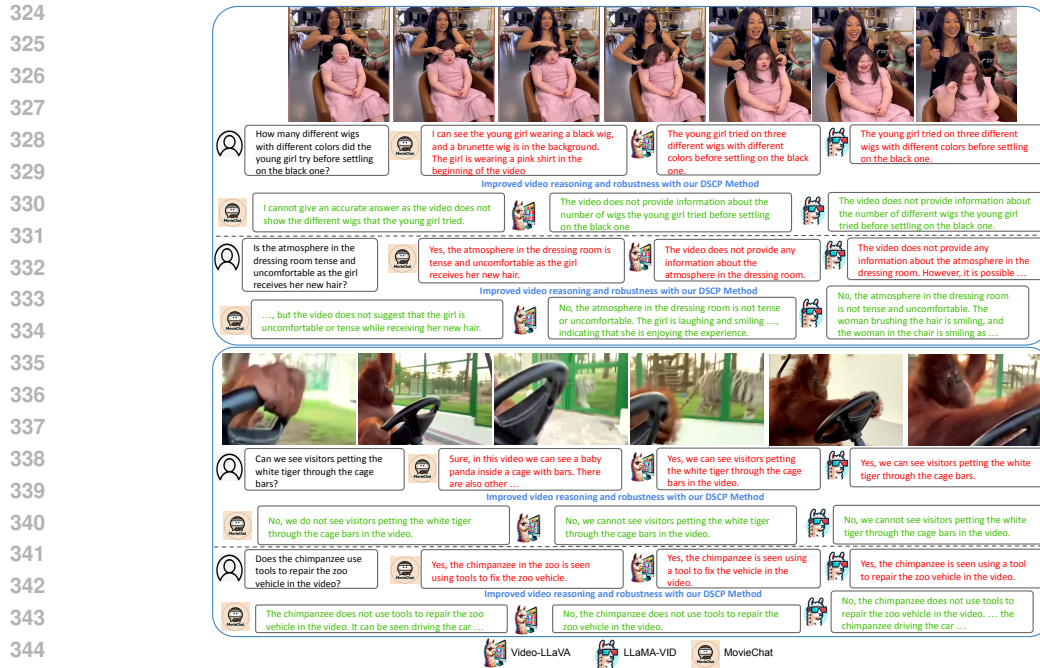 324
325
326
327
328
329
330
331
332
333
334
335
336
337
338
339
340
341
342
343
344
How many different wigs
with different colors did the
young girl try before settling
on the black one?
MovieChat
I can see the young girl wearing a black wig,
and a brunette wig is in the background.
The girl is wearing a pink shirt in the
beginning of the video
The young girl tried on three
different wigs with different
colors before settling on the black
one.
The young girl tried on three different
wigs with different colors before settling
on the black one.
Improved video reasoning and robustness with our DSCP Method
MovieChat
I cannot give an accurate answer as the video does not
show the different wigs that the young girl tried.
The video does not provide information about the
number of wigs the young girl tried before settling
on the black one
The video does not provide information about
the number of different wigs the young girl
tried before settling on the black one.
Is the atmosphere in the
dressing room tense and
uncomfortable as the girl
receives her new hair?
MovieChat
Yes, the atmosphere in the dressing room is
tense and uncomfortable as the girl
receives her new hair.
The video does not provide any
information about the
atmosphere in the dressing room.
The video does not provide any
information about the atmosphere in the
dressing room. However, it is possible …
Improved video reasoning and robustness with our DSCP Method
MovieChat
…, but the video does not suggest that the girl is
uncomfortable or tense while receiving her new hair.
No, the atmosphere in the dressing room is not tense
or uncomfortable. The girl is laughing and smiling …,
indicating that she is enjoying the experience.
No, the atmosphere in the dressing room
is not tense and uncomfortable. The
woman brushing the hair is smiling, and
the woman in the chair is smiling as …
Can we see visitors petting the
white tiger through the cage
bars?
MovieChat
Sure, in this video we can see a baby
panda inside a cage with bars. There
are also other …
Yes, we can see visitors petting
the white tiger through the cage
bars in the video.
Yes, we can see visitors petting the white
tiger through the cage bars.
Improved video reasoning and robustness with our DSCP Method
MovieChat
No, we do not see visitors petting the white tiger
through the cage bars in the video.
No, we cannot see visitors petting the white tiger
through the cage bars in the video.
No, we cannot see visitors petting the white
tiger through the cage bars in the video.
Does the chimpanzee use
tools to repair the zoo
vehicle in the video?
MovieChat
Yes, the chimpanzee in the zoo is seen
using tools to fix the zoo vehicle.
Yes, the chimpanzee is seen using
a tool to fix the vehicle in the
video.
Yes, the chimpanzee is seen using a tool
to repair the zoo vehicle in the video.
Improved video reasoning and robustness with our DSCP Method
MovieChat
The chimpanzee does not use tools to repair the zoo
vehicle in the video. It can be seen driving the car …
No, the chimpanzee does not use tools to repair the
zoo vehicle in the video.
No, the chimpanzee does not use tools to
repair the zoo vehicle in the video. … the
chimpanzee driving the car …
Video-LLaVA
LLaMA-VID
MovieChat
MovieChat